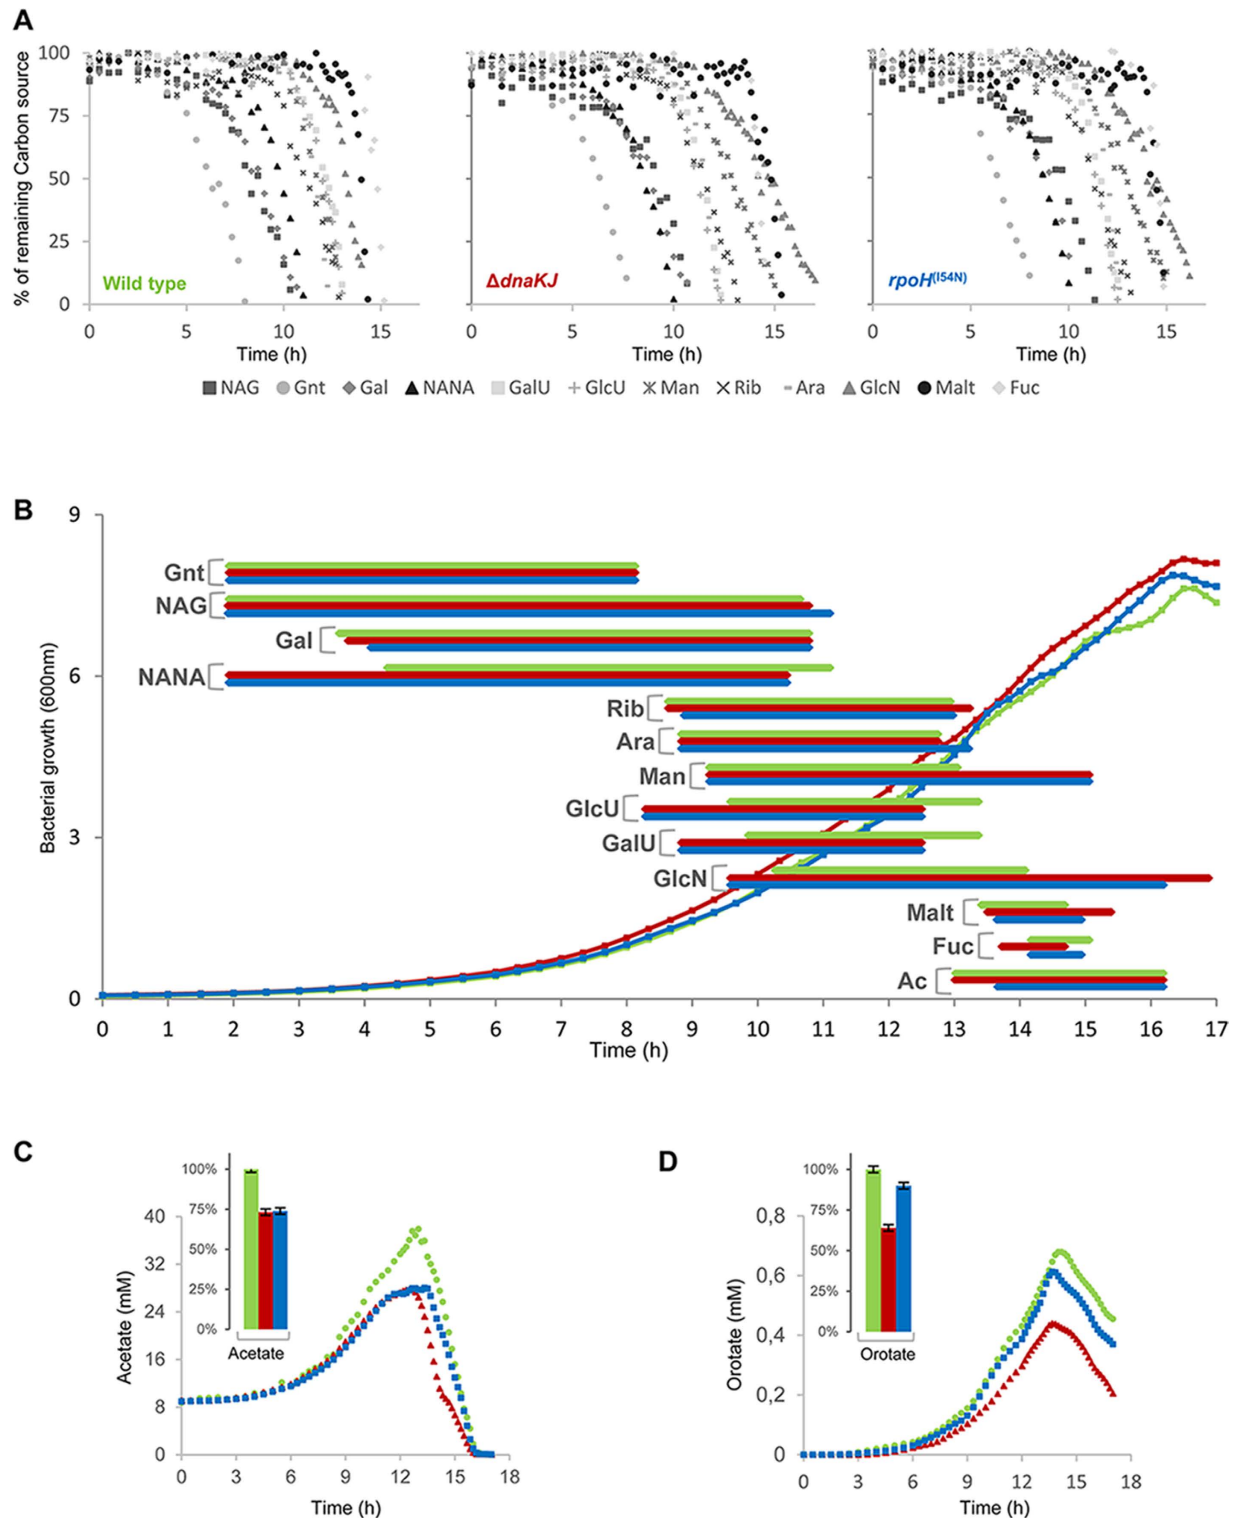 A
% of remaining Carbon source
100
75
50
25
0
Wild type
ΔdnaKJ
rpoH(I54N)
0 5 10 15
0 5 10 15
0 5 10 15
Time (h)
Time (h)
Time (h)
NAG Gnt Gal NANA GalU GlcU Man Rib Ara GlcN Malt Fuc
B
Bacterial growth (600nm)
9
6
3
0
Gnt
NAG
Gal
NANA
Rib
Ara
Man
GlcU
GalU
GlcN
Malt
Fuc
Ac
0 1 2 3 4 5 6 7 8 9 10 11 12 13 14 15 16 17
Time (h)
C
Acetate (mM)
40
32
24
16
8
0
100%
75%
50%
25%
0%
Acetate
0 3 6 9 12 15 18
Time (h)
D
Orotate (mM)
0,8
0,6
0,4
0,2
0
100%
75%
50%
25%
0%
Orotate
0 3 6 9 12 15 18
Time (h)